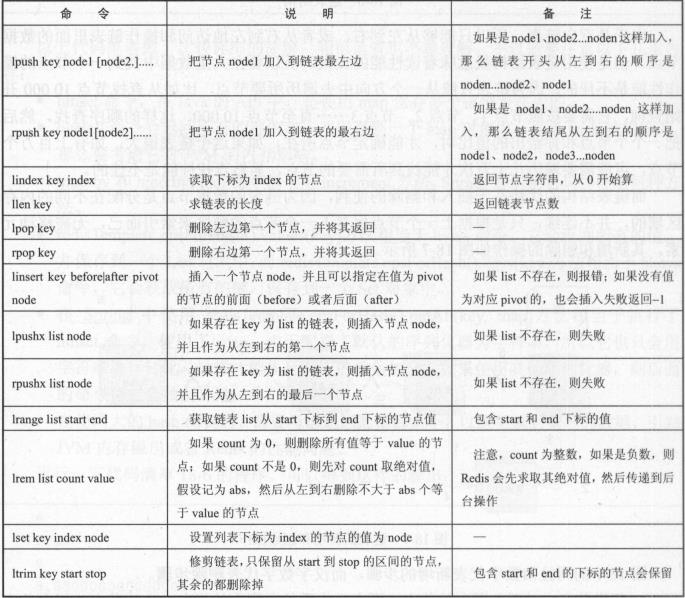 命 令 说 明 备 注
lpush key node1 [node2.]..... 把节点 node1 加入到链表最左边
如果是 node1、node2...noden 这样加入，
那么链表开头从左到右的顺序是
noden...node2、node1
rpush key node1[node2]...... 把节点 node1 加入到链表的最右边
如果是 node1、node2....noden 这样加
入，那么链表结尾从左到右的顺序是
node1、node2，node3...noden
lindex key index 读取下标为 index 的节点 返回节点字符串，从 0 开始算
llen key 求链表的长度 返回链表节点数
lpop key 删除左边第一个节点，并将其返回 —
rpop key 删除右边第一个节点，并将其返回 —
linsert key before|after pivot
node
插入一个节点 node，并且可以指定在值为 pivot
的节点的前面（before）或者后面（after）
如果 list 不存在，则报错；如果没有值
为对应 pivot 的，也会插入失败返回–1
lpushx list node
如果存在 key 为 list 的链表，则插入节点 node，
并且作为从左到右的第一个节点
如果 list 不存在，则失败
rpushx list node
如果存在 key 为 list 的链表，则插入节点 node，
并且作为从左到右的最后一个节点
如果 list 不存在，则失败
lrange list start end 获取链表 list 从 start 下标到 end 下标的节点值 包含 start 和 end 下标的值
lrem list count value
如果 count 为 0，则删除所有值等于 value 的节
点；如果 count 不是 0，则先对 count 取绝对值，
假设记为 abs，然后从左到右删除不大于 abs 个等
于 value 的节点
注意，count 为整数，如果是负数，则
Redis 会先求取其绝对值，然后传递到后
台操作
lset key index node 设置列表下标为 index 的节点的值为 node —
ltrim key start stop
修剪链表，只保留从 start 到 stop 的区间的节点，
其余的都删除掉
包含 start 和 end 的下标的节点会保留